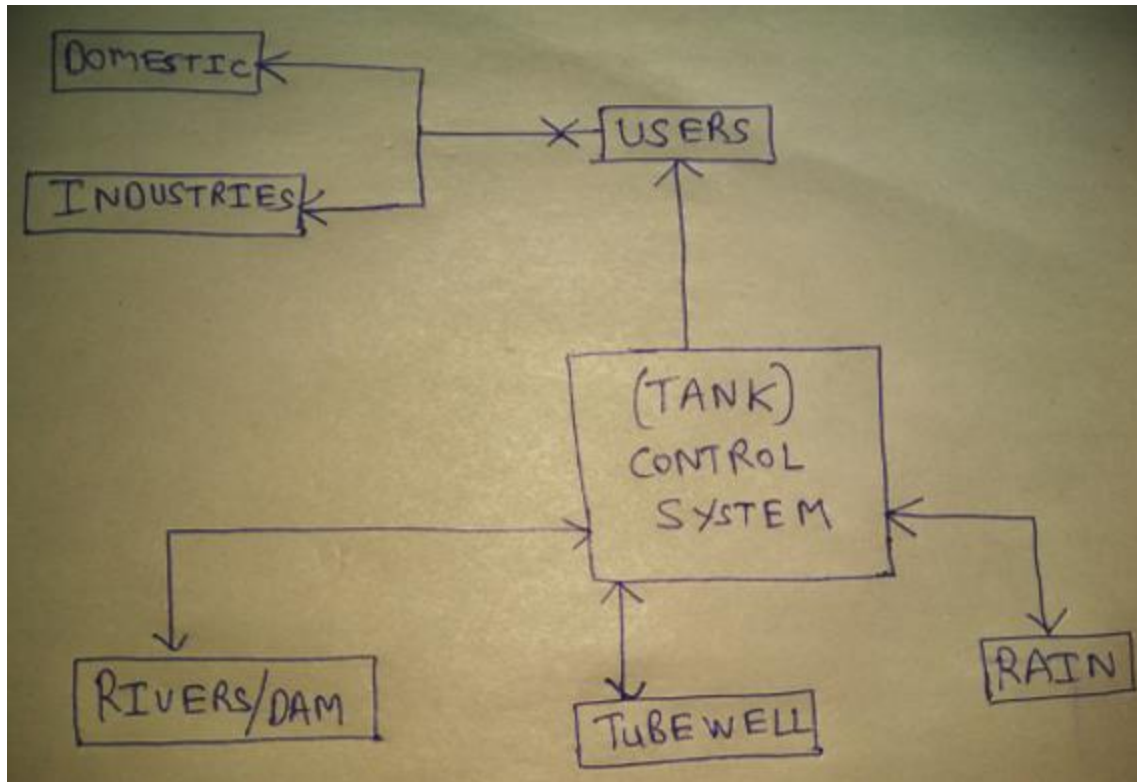 DOMESTIC
USERS
INDUSTRIES
(TANK)
CONTROL
SYSTEM
RIVERS/DAM
TUBEWELL
RAIN